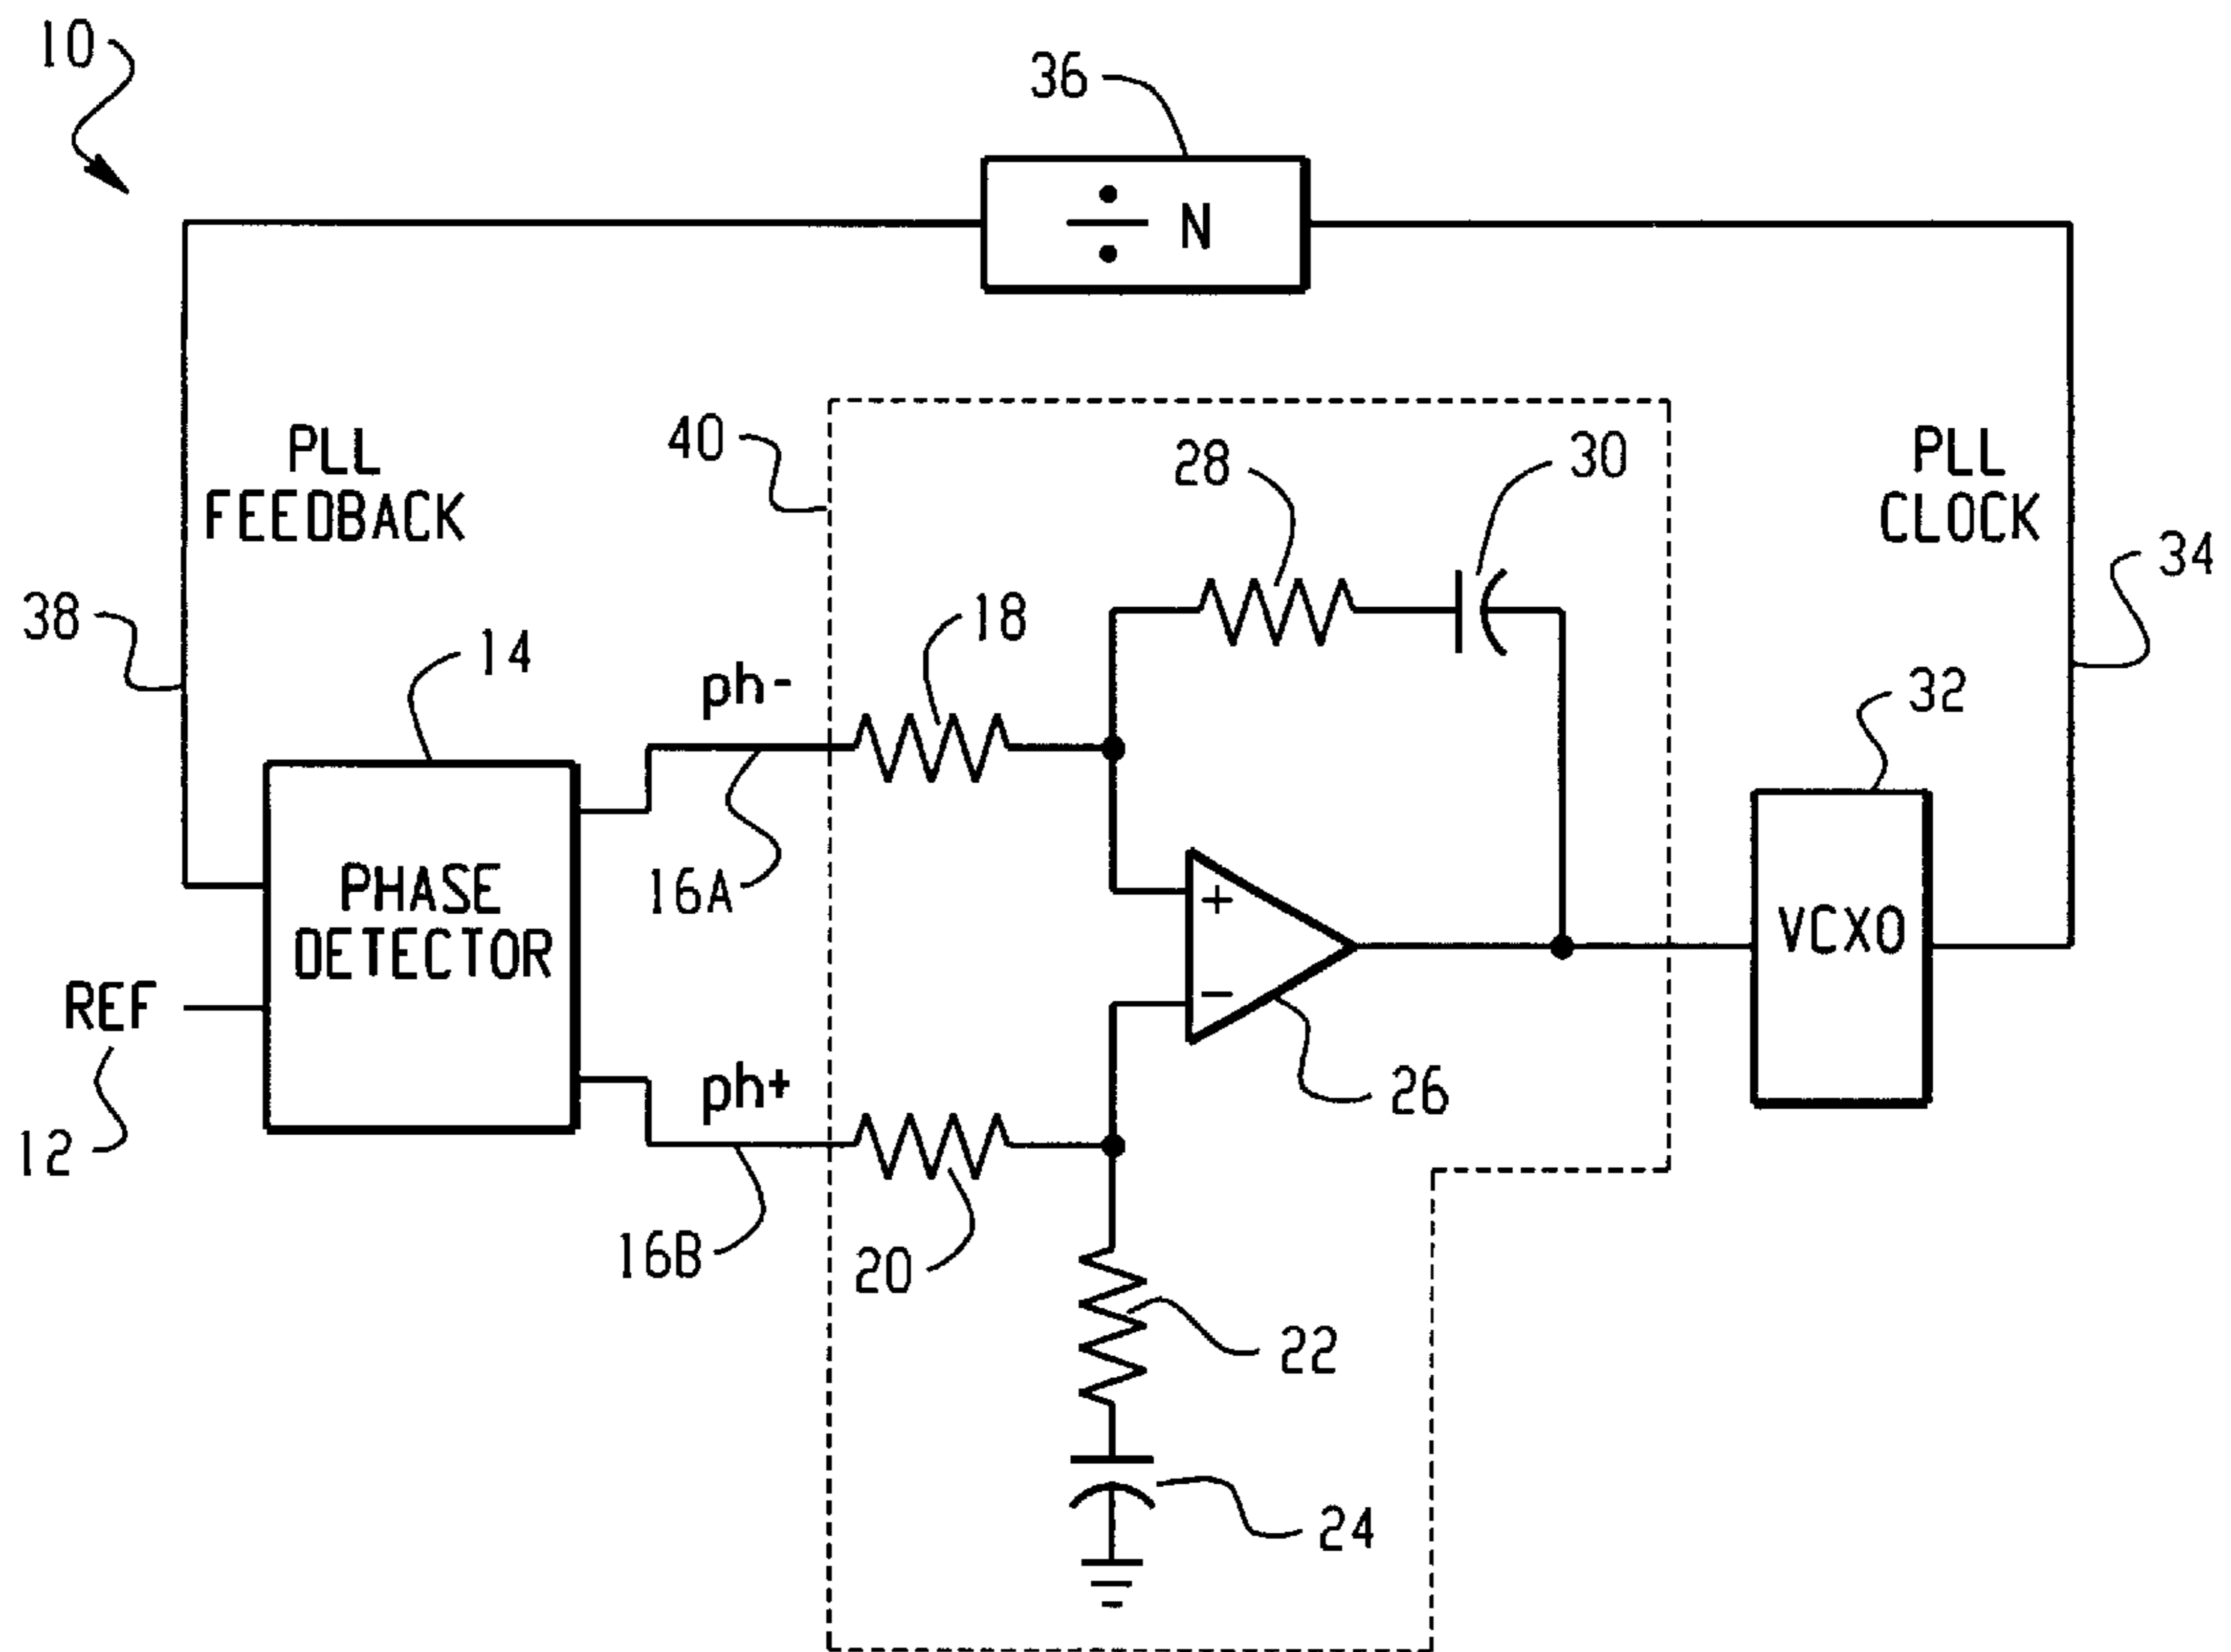 10
36
÷ N
PLL
FEEDBACK
40
28
30
PLL
CLOCK
34
38
14
ph-
18
32
16A
PHASE
DETECTOR
+
-
VCXO
REF
12
ph+
26
16B
20
22
24